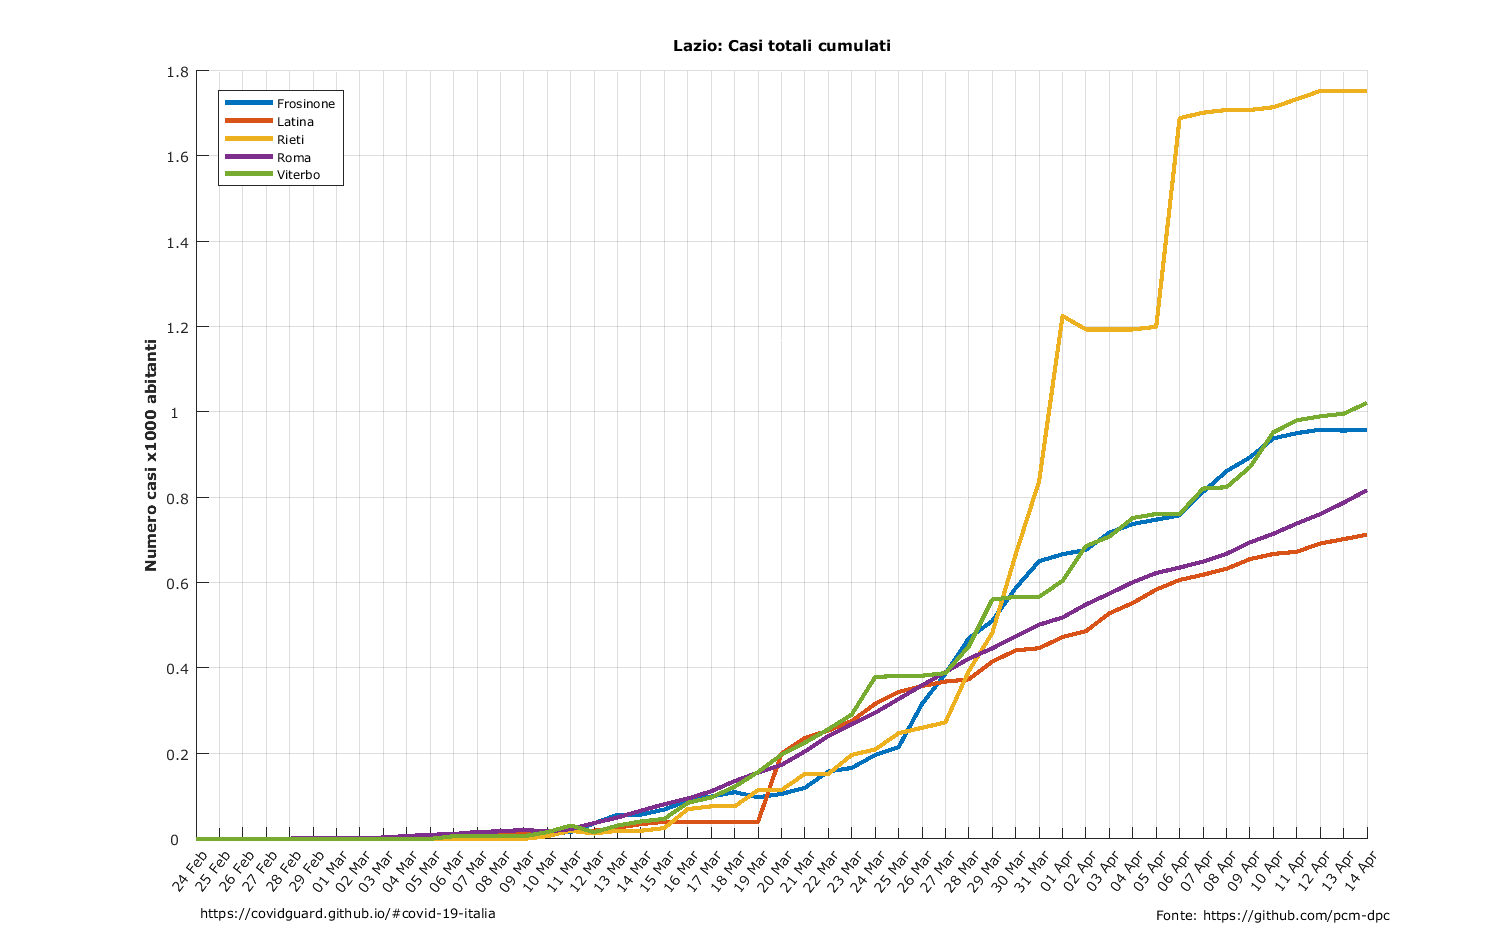 Lazio: Casi totali cumulati
Numero casi x1000 abitanti
1.8
1.6
1.4
1.2
1
0.8
0.6
0.4
0.2
0
Frosinone
Latina
Rieti
Roma
Viterbo
24 Feb
25 Feb
26 Feb
27 Feb
28 Feb
29 Feb
01 Mar
02 Mar
03 Mar
04 Mar
05 Mar
06 Mar
07 Mar
08 Mar
09 Mar
10 Mar
11 Mar
12 Mar
13 Mar
14 Mar
15 Mar
16 Mar
17 Mar
18 Mar
19 Mar
20 Mar
21 Mar
22 Mar
23 Mar
24 Mar
25 Mar
26 Mar
27 Mar
28 Mar
29 Mar
30 Mar
31 Mar
01 Apr
02 Apr
03 Apr
04 Apr
05 Apr
06 Apr
07 Apr
08 Apr
09 Apr
10 Apr
11 Apr
12 Apr
13 Apr
14 Apr
https://covidguard.github.io/#covid-19-italia
Fonte: https://github.com/pcm-dpc